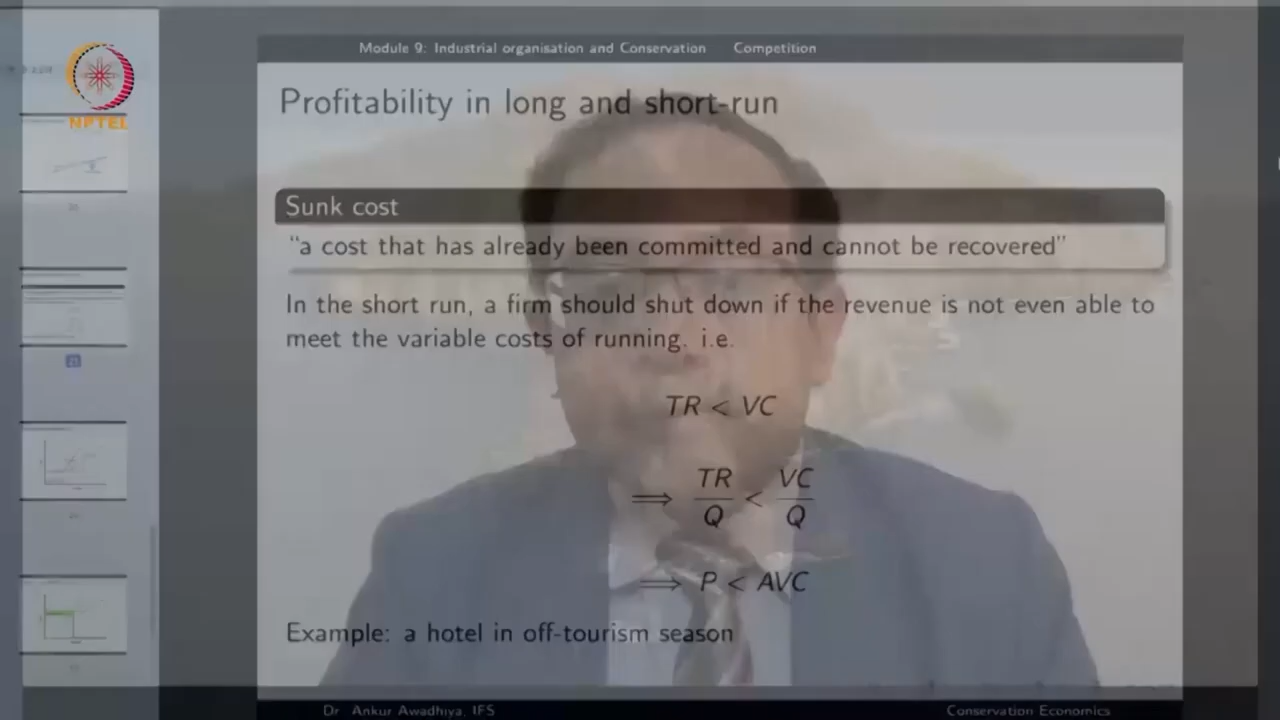 Module 9: Industrial organisation and Conservation Competition
NPTEL
Profitability in long and short-run
Sunk cost
“a cost that has already been committed and cannot be recovered”
In the short run, a firm should shut down if the revenue is not even able to
meet the variable costs of running. i.e.
TR < VC
⟹ TR/Q < VC/Q
⟹ P < AVC
Example: a hotel in off-tourism season
Dr. Ankur Awadhiya, IFS Conservation Economics